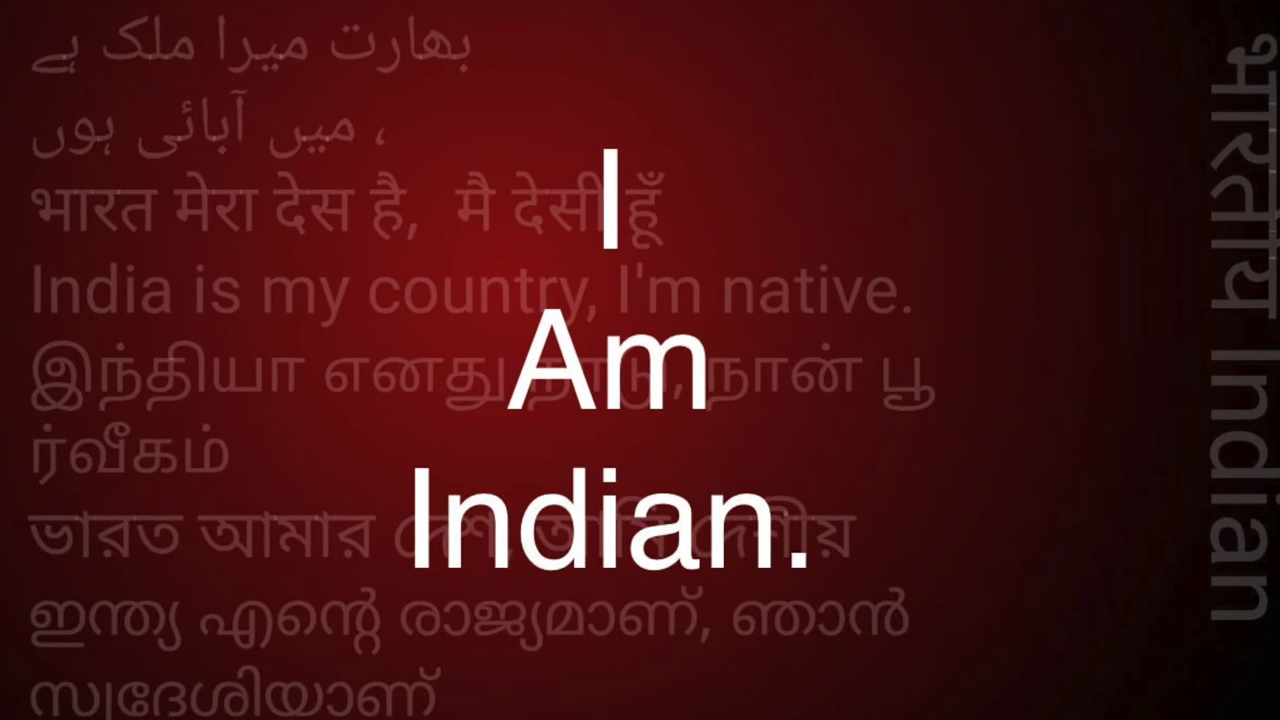 بھارت میرا ملک ہے
، میں آبائی ہوں
भारत मेरा देस है, मै देसी हूँ
India is my country, I'm native.
இந்தியா எனது நாடு, நான் பூ
ர்வீகம்
ভারত আমার দেশ, আমি দেশীয়
ഇന്ത്യ എന്റെ രാജ്യമാണ്, ഞാൻ
സ്വദേശിയാണ്
I
Am
Indian.
भारतीय Indian